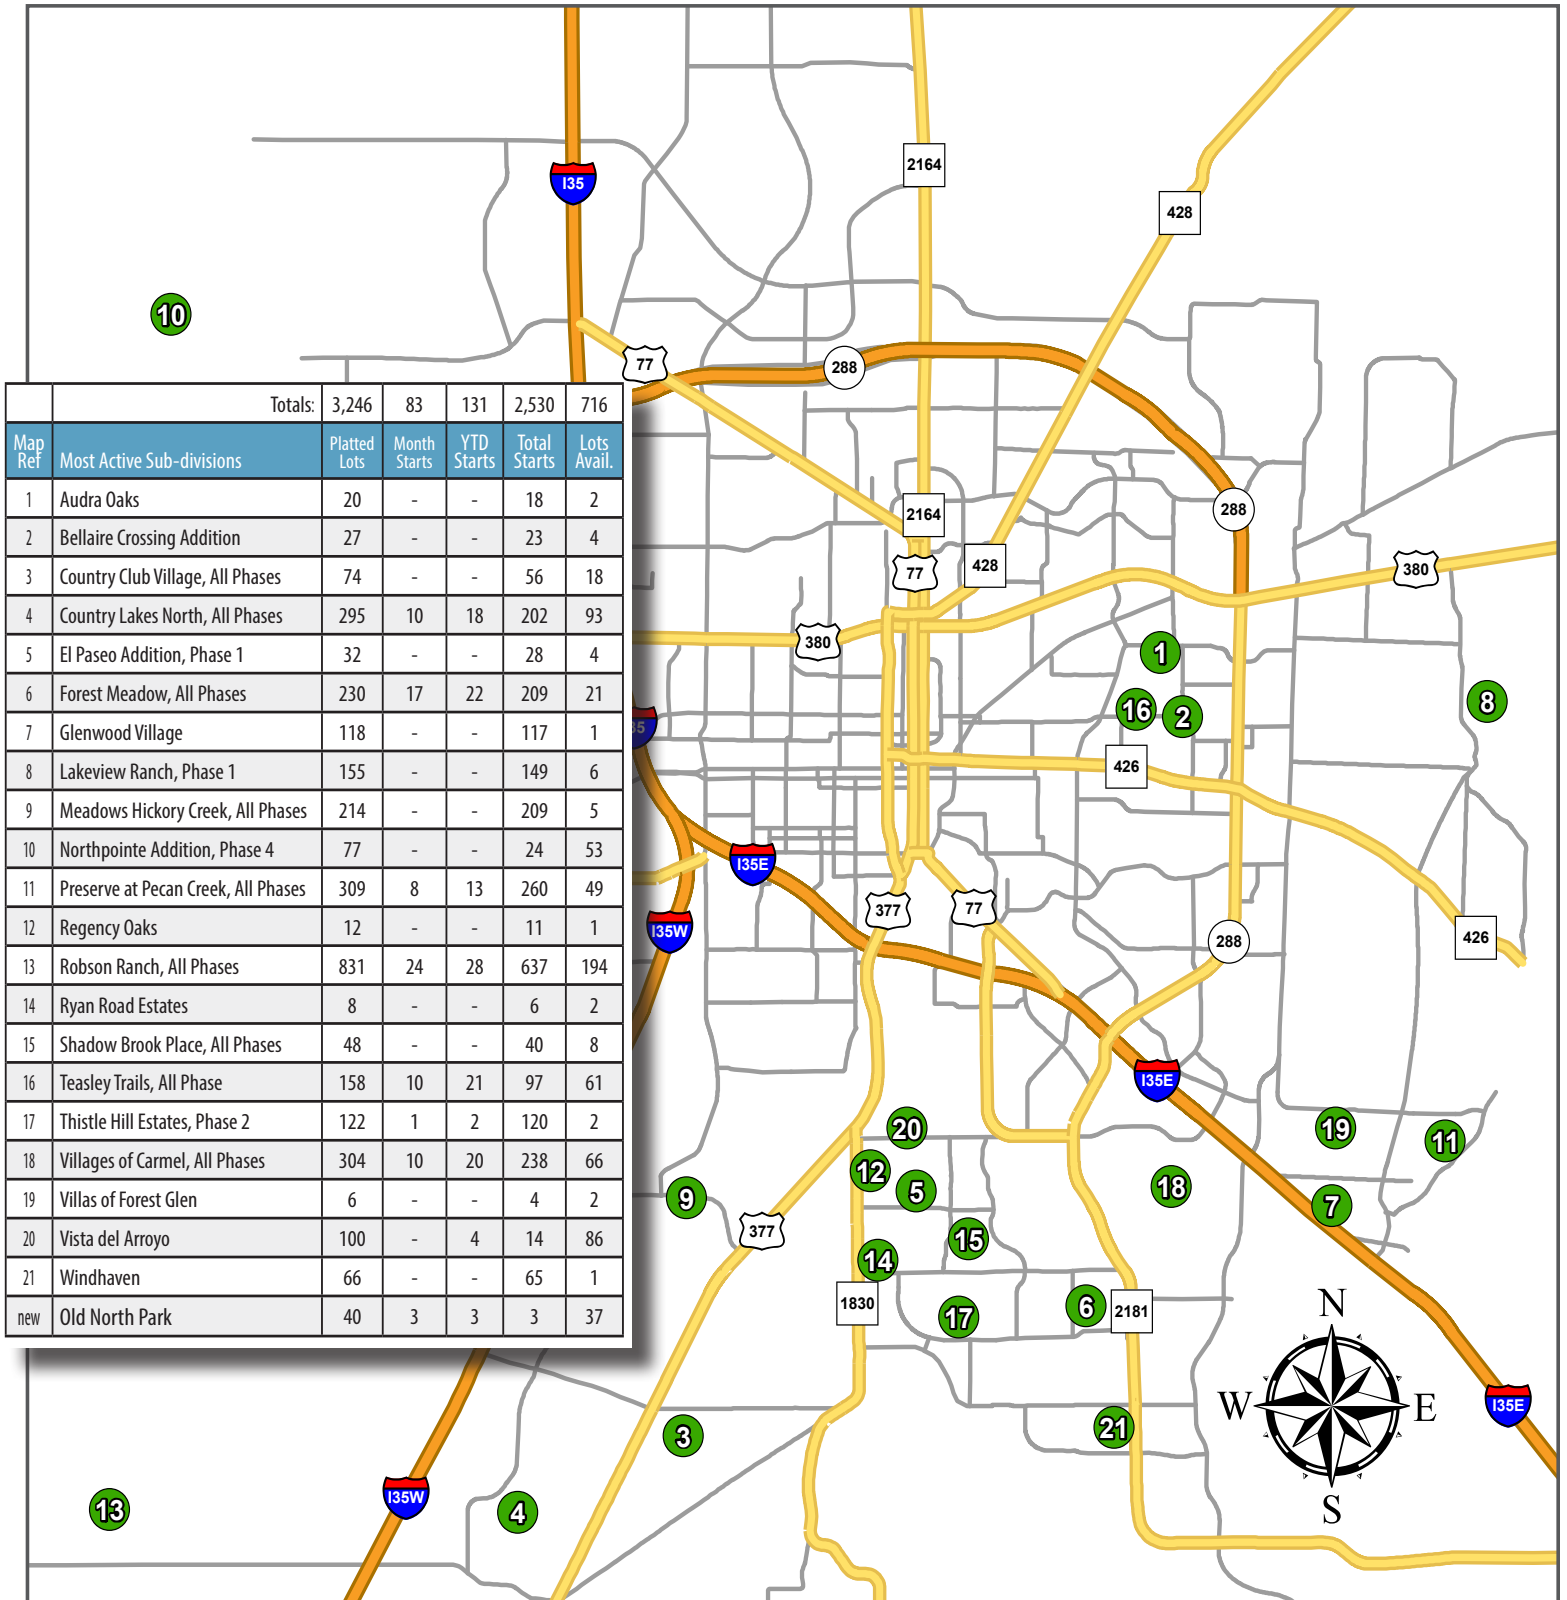 2164
I35
428
10
77
288
Totals: 3,246 83 131 2,530 716
Map Ref Most Active Sub-divisions Platted Lots Month Starts YTD Starts Total Starts Lots Avail.
1 Audra Oaks 20 - - 18 2
2 Bellaire Crossing Addition 27 - - 23 4
3 Country Club Village, All Phases 74 - - 56 18
4 Country Lakes North, All Phases 295 10 18 202 93
5 El Paseo Addition, Phase 1 32 - - 28 4
6 Forest Meadow, All Phases 230 17 22 209 21
7 Glenwood Village 118 - - 117 1
8 Lakeview Ranch, Phase 1 155 - - 149 6
9 Meadows Hickory Creek, All Phases 214 - - 209 5
10 Northpointe Addition, Phase 4 77 - - 24 53
11 Preserve at Pecan Creek, All Phases 309 8 13 260 49
12 Regency Oaks 12 - - 11 1
13 Robson Ranch, All Phases 831 24 28 637 194
14 Ryan Road Estates 8 - - 6 2
15 Shadow Brook Place, All Phases 48 - - 40 8
16 Teasley Trails, All Phase 158 10 21 97 61
17 Thistle Hill Estates, Phase 2 122 1 2 120 2
18 Villages of Carmel, All Phases 304 10 20 238 66
19 Villas of Forest Glen 6 - - 4 2
20 Vista del Arroyo 100 - 4 14 86
21 Windhaven 66 - - 65 1
new Old North Park 40 3 3 3 37
2164
288
77
428
380
380
1
8
16
2
35
426
I35E
377
77
I35W
288
426
I35E
20
19
11
12
5
18
9
7
377
15
14
1830
17
6
2181
N
W
E
S
I35E
21
3
I35W
13
4